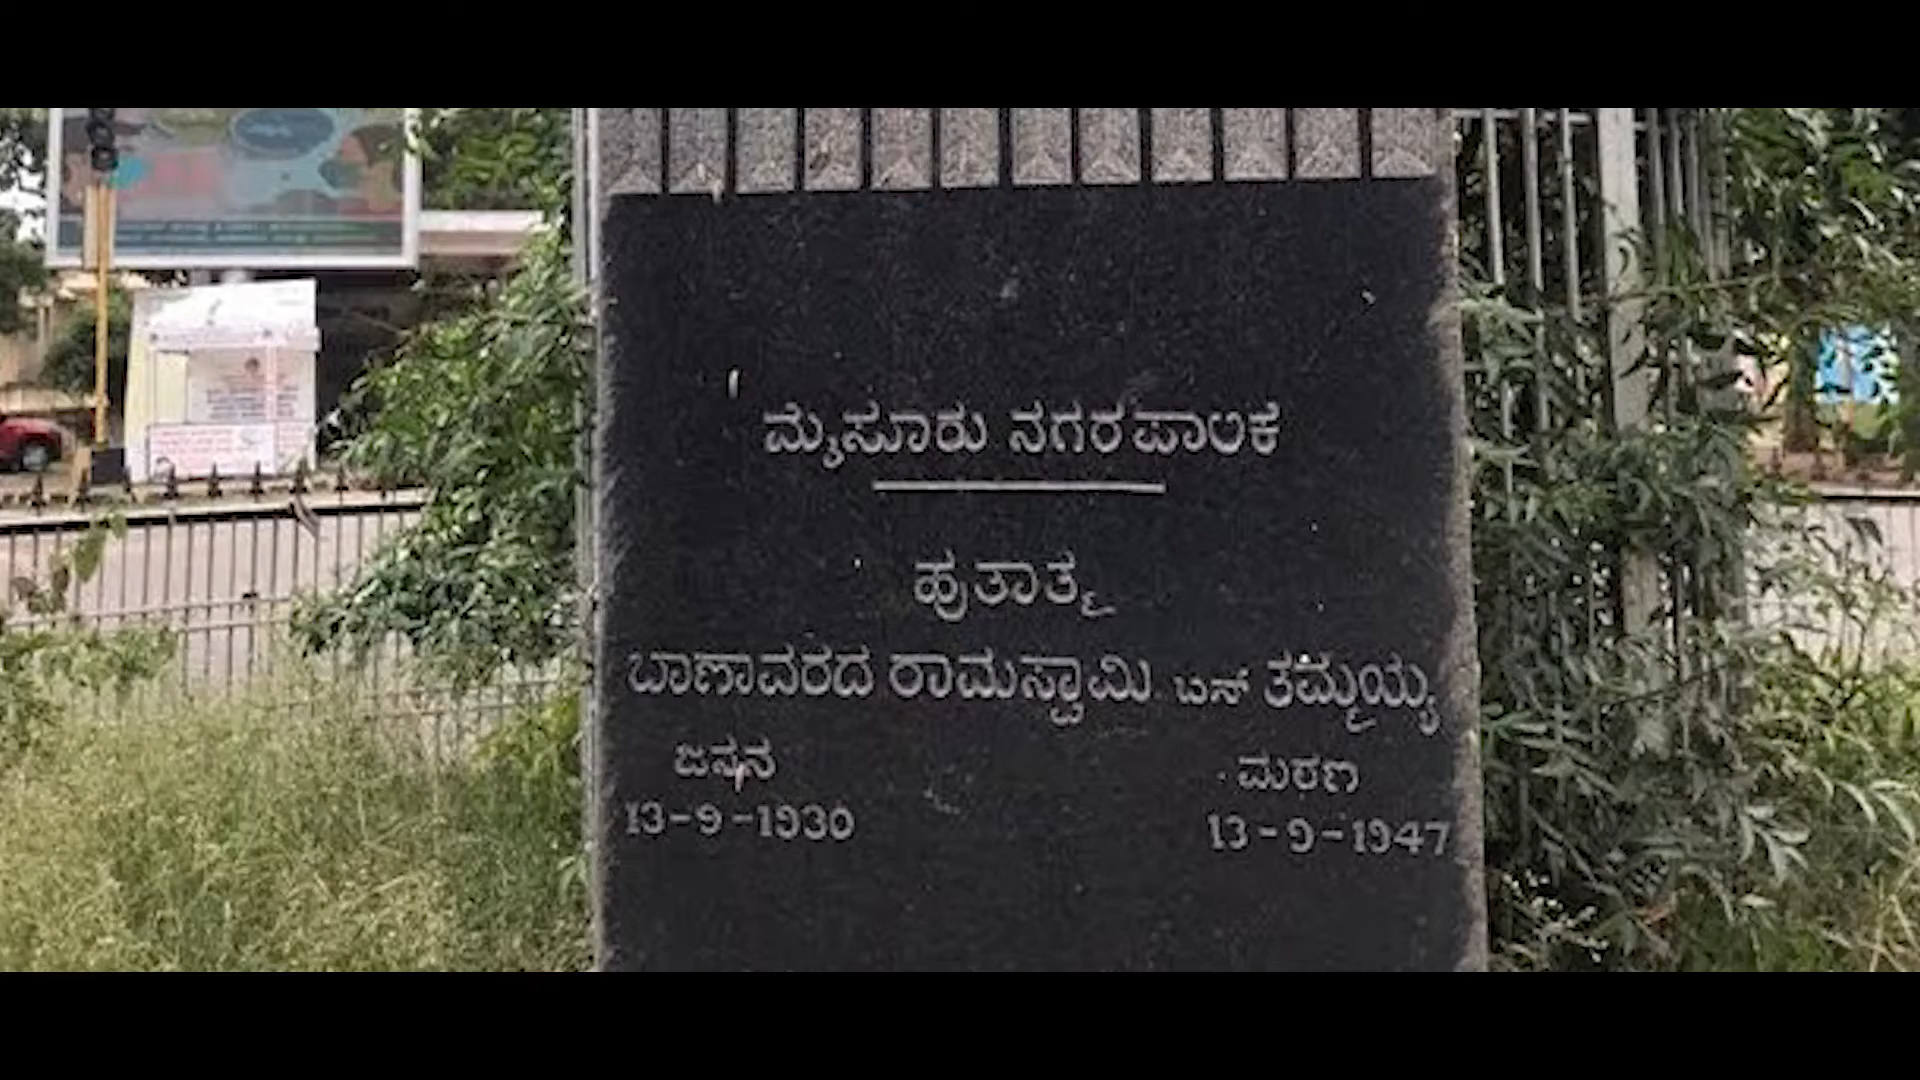 ಮೈಸೂರು ನಗರಪಾಲಿಕೆ
ಹುತಾತ್ಮ
ಬಾಣಾವರದ ರಾಮಸ್ವಾಮಿ ಬಿನ್ ತಮ್ಮಯ್ಯ
ಜನನ ಮರಣ
13-9-1930 13-9-1947